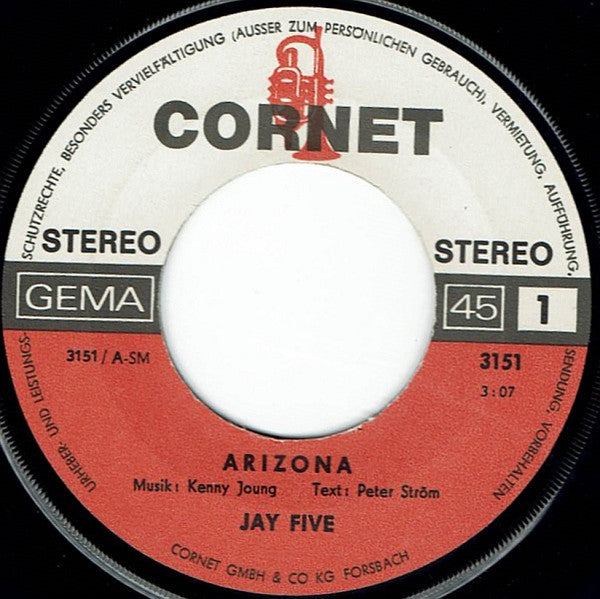 URHEBER- UND LEISTUNGS-SCHUTZRECHTE, BESONDERS VERVIELFÄLTIGUNG (AUSSER ZUM PERSÖNLICHEN GEBRAUCH), VERMIETUNG, AUFFÜHRUNG, SENDUNG, VORBEHALTEN
CORNET
STEREO STEREO
GEMA 45 1
3151/A-SM 3151
3:07
ARIZONA
Musik: Kenny Joung Text: Peter Ström
JAY FIVE
CORNET GMBH & CO KG FORSBACH